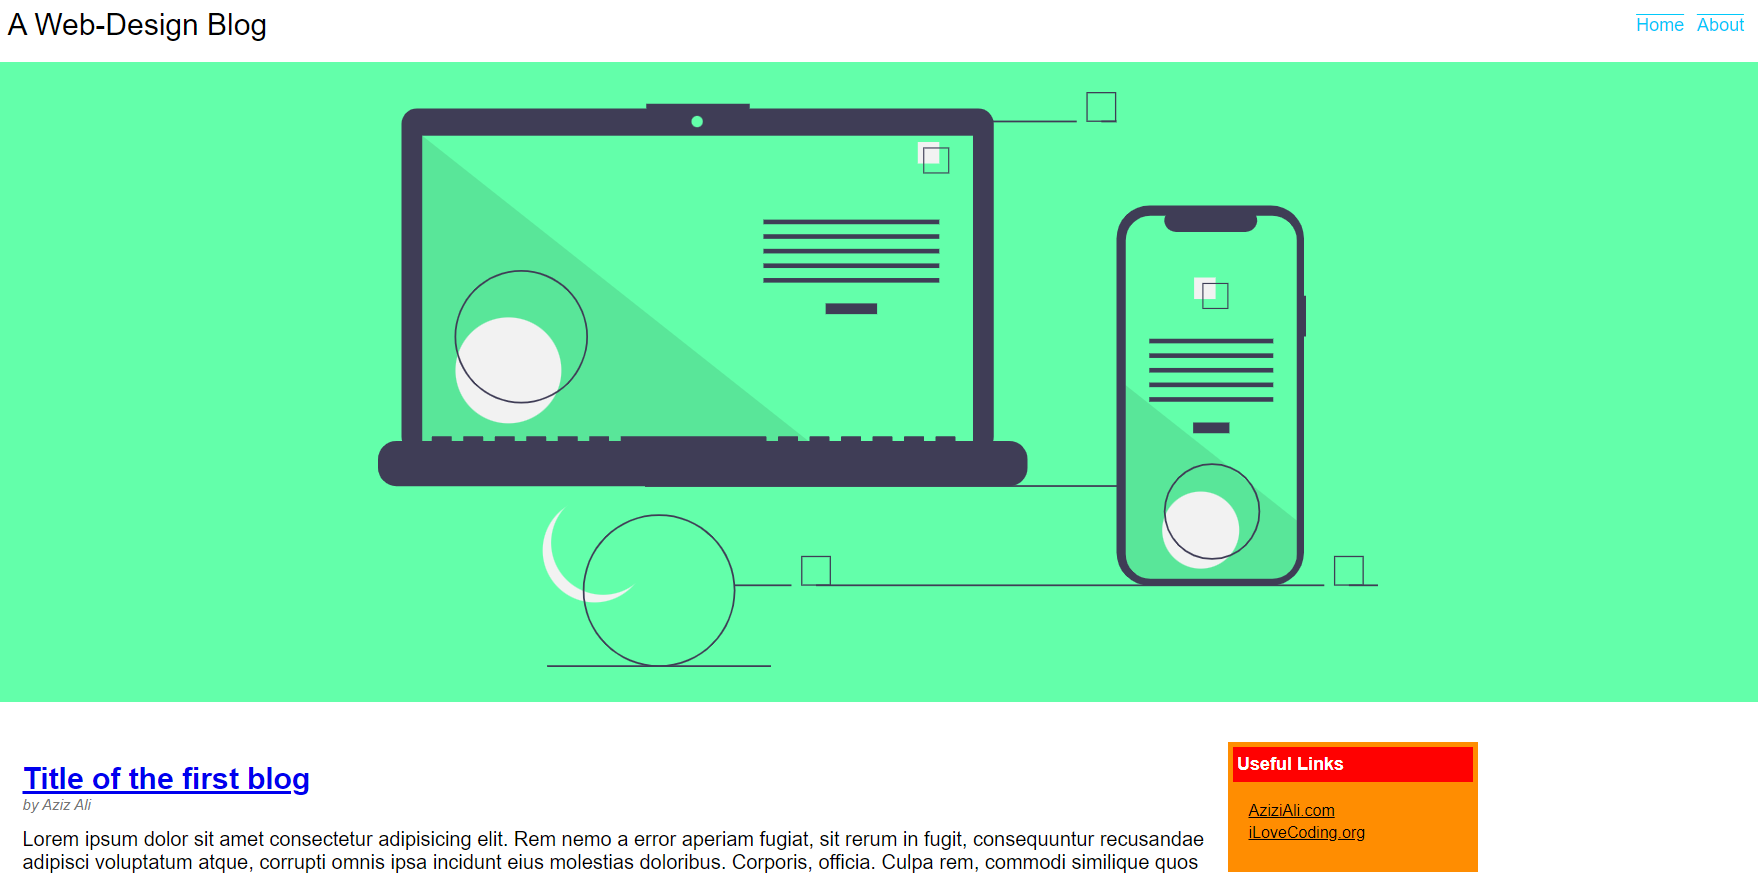 A Web-Design Blog
Home About
Title of the first blog
by Aziz Ali
Lorem ipsum dolor sit amet consectetur adipisicing elit. Rem nemo a error aperiam fugiat, sit rerum in fugit, consequuntur recusandae
adipisci voluptatum atque, corrupti omnis ipsa incidunt eius molestias doloribus. Corporis, officia. Culpa rem, commodi similique quos
Useful Links
AziziAli.com
iLoveCoding.org